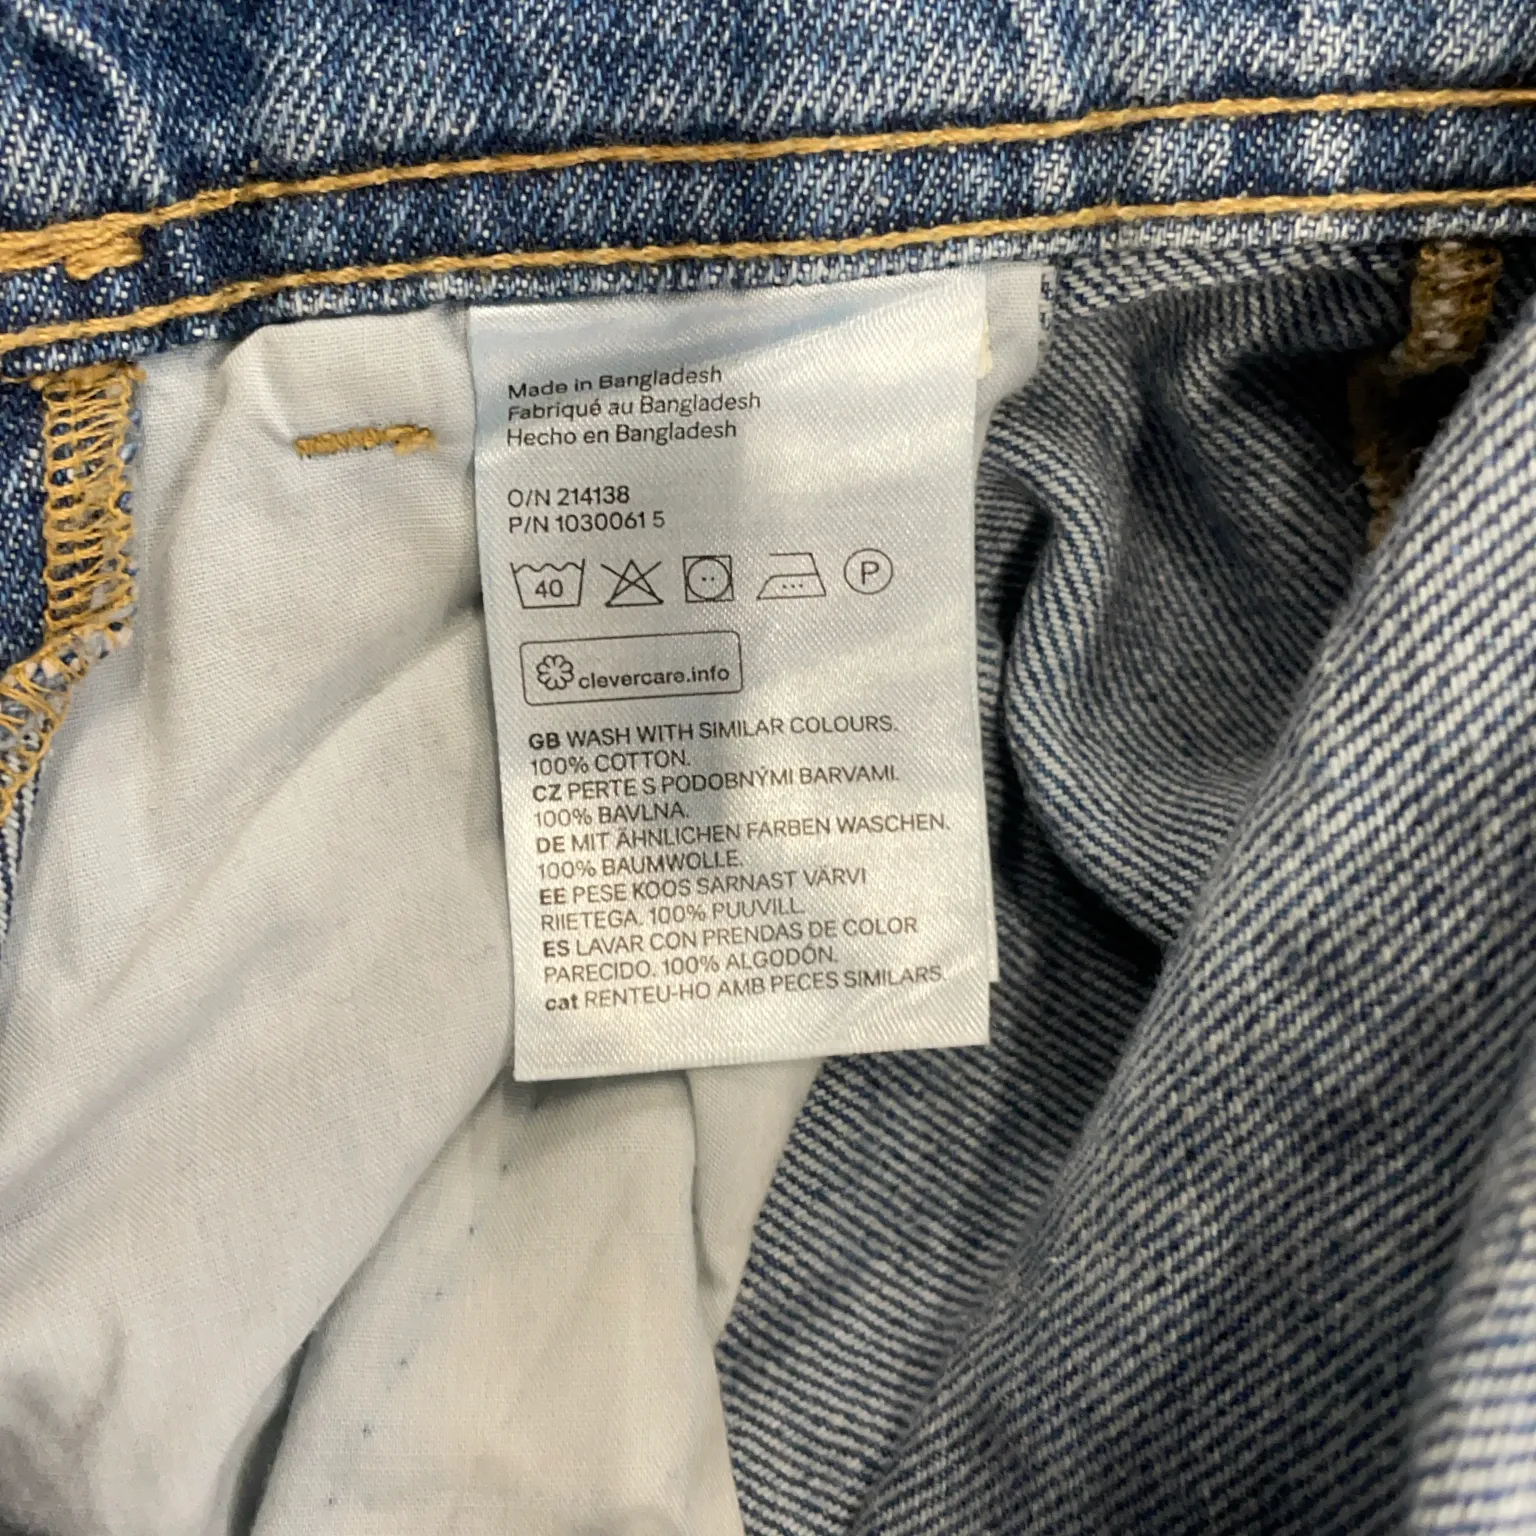 Made in Bangladesh
Fabriqué au Bangladesh
Hecho en Bangladesh
O/N 214138
P/N 1030061 5
40
P
clevercare.info
GB WASH WITH SIMILAR COLOURS.
100% COTTON.
CZ PERTE S PODOBNÝMI BARVAMI.
100% BAVLNA.
DE MIT ÄHNLICHEN FARBEN WASCHEN.
100% BAUMWOLLE.
EE PESE KOOS SARNAST VÄRVI
RIIETEGA. 100% PUUVILL.
ES LAVAR CON PRENDAS DE COLOR
PARECIDO. 100% ALGODÓN.
cat RENTEU-HO AMB PECES SIMILARS.